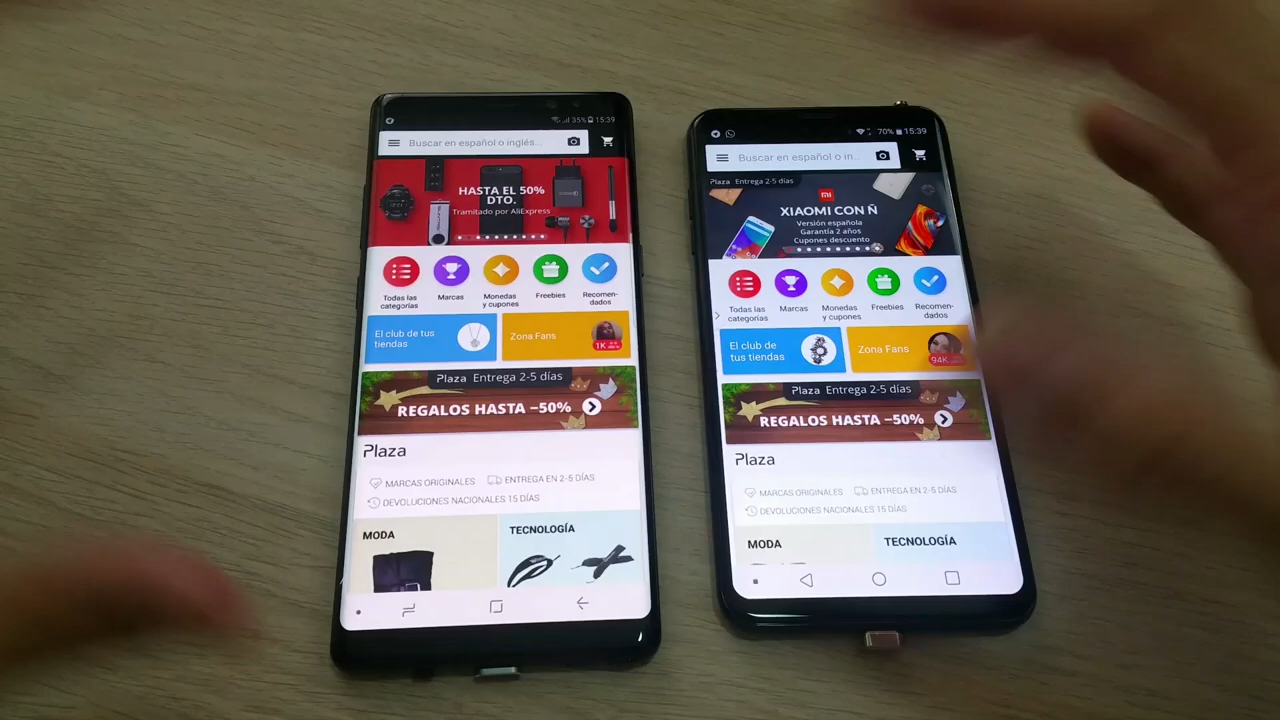 35% 15:39
Buscar en español o inglés...
HASTA EL 50%
DTO.
Tramitado por AliExpress
Todas las
categorías
Marcas
Monedas
y cupones
Freebies
Recomen-
dados
El club de tus
tiendas
Zona Fans
1K
Plaza Entrega 2-5 días
REGALOS HASTA –50%
Plaza
MARCAS ORIGINALES
ENTREGA EN 2-5 DÍAS
DEVOLUCIONES NACIONALES 15 DÍAS
MODA
TECNOLOGÍA
70% 15:39
Buscar en español o in...
Plaza Entrega 2-5 días
mi
XIAOMI CON Ñ
Versión española
Garantía 2 años
Cupones descuento
Todas las
categorías
Marcas
Monedas
y cupones
Freebies
Recomen-
dados
El club de
tus tiendas
Zona Fans
94K
Plaza Entrega 2-5 días
REGALOS HASTA –50%
Plaza
MARCAS ORIGINALES
ENTREGA EN 2-5 DÍAS
DEVOLUCIONES NACIONALES 15 DÍAS
MODA
TECNOLOGÍA